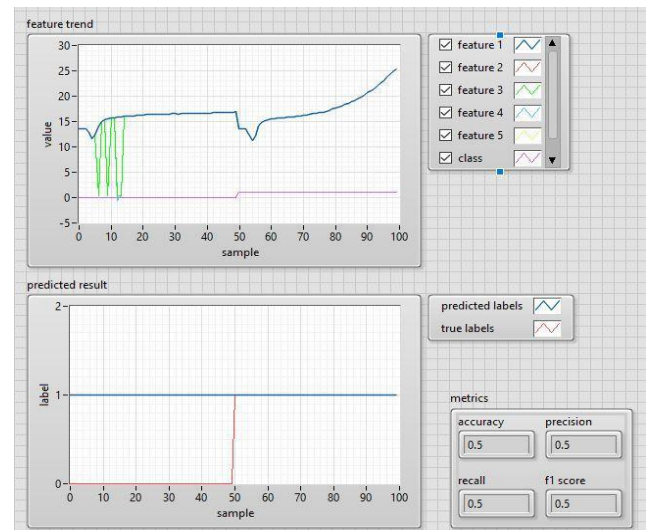 feature trend
30
25
20
15
10
5
0
-5
value
0 10 20 30 40 50 60 70 80 90 100
sample
feature 1
feature 2
feature 3
feature 4
feature 5
class
predicted result
2
1
0
label
0 10 20 30 40 50 60 70 80 90 100
sample
predicted labels
true labels
metrics
accuracy precision
0.5 0.5
recall f1 score
0.5 0.5